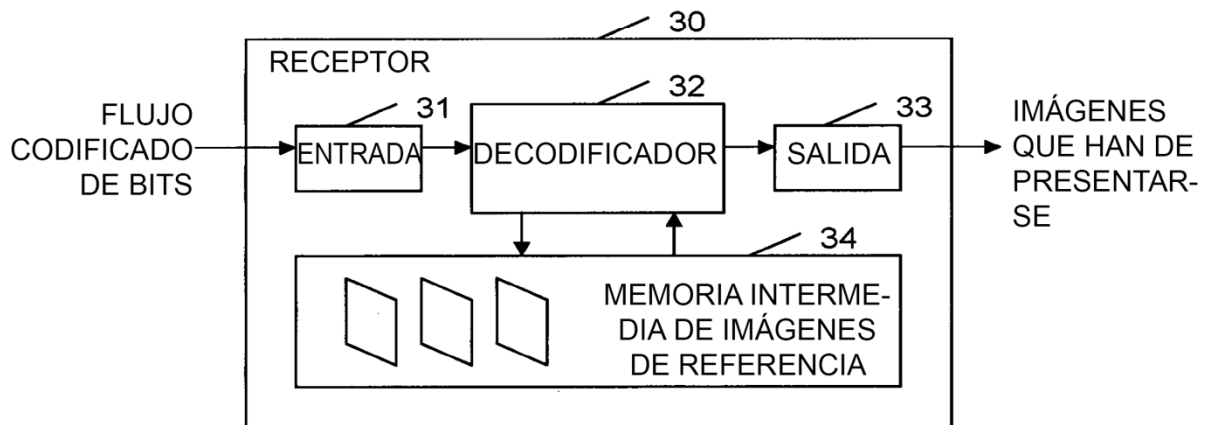 30
RECEPTOR
FLUJO
CODIFICADO
DE BITS
31
ENTRADA
32
DECODIFICADOR
33
SALIDA
IMÁGENES
QUE HAN DE
PRESENTAR-
SE
34
MEMORIA INTERME-
DIA DE IMÁGENES
DE REFERENCIA